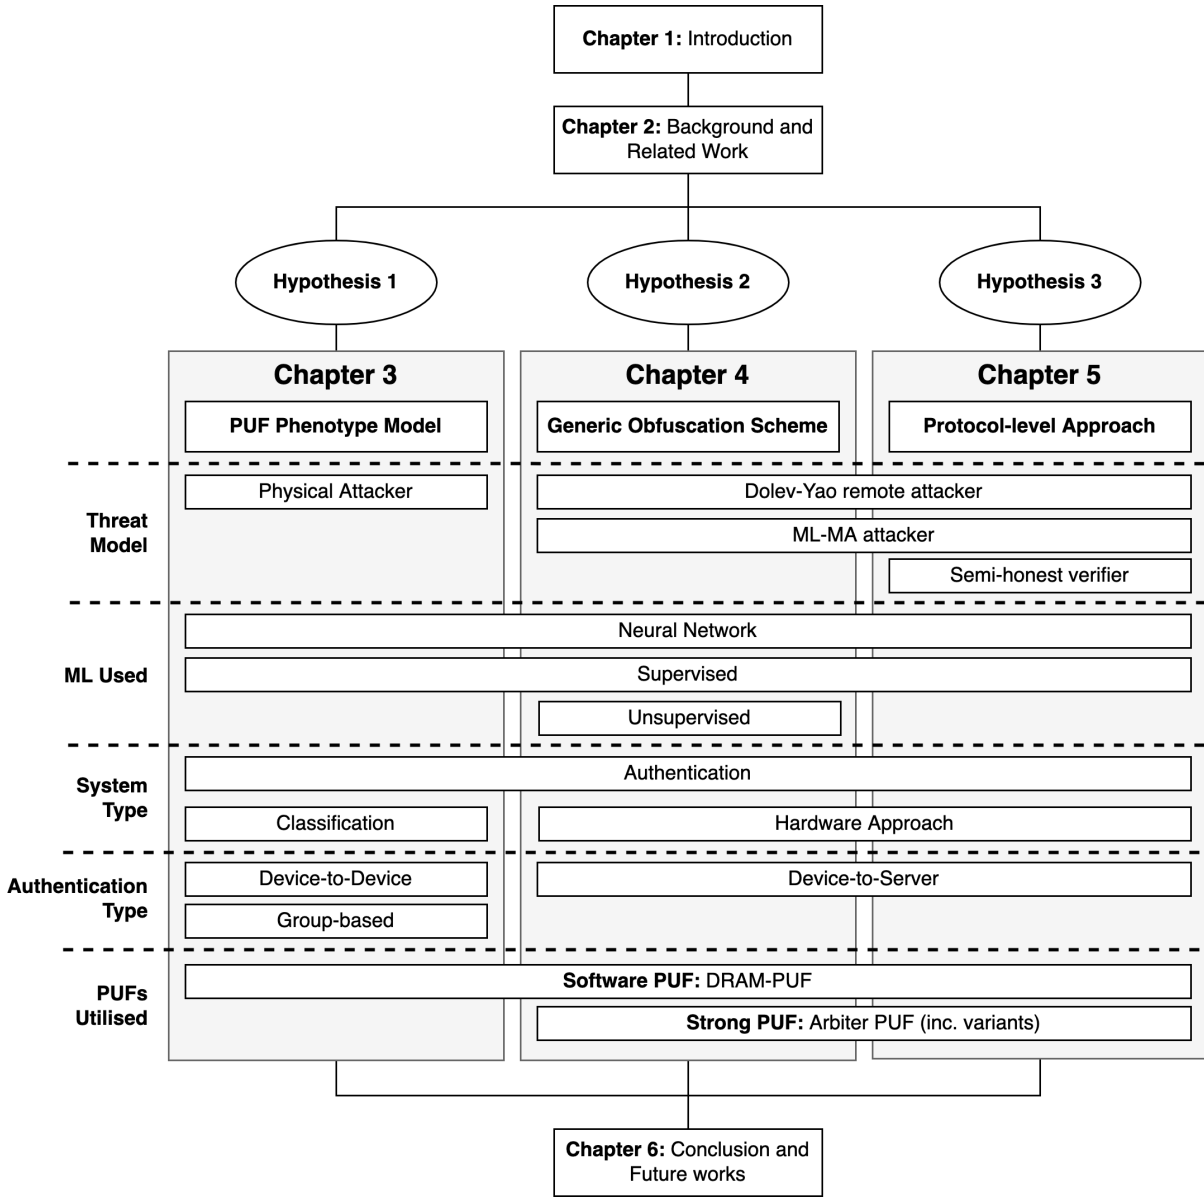 Chapter 1: Introduction
Chapter 2: Background and
Related Work
Hypothesis 1
Hypothesis 2
Hypothesis 3
Chapter 3
Chapter 4
Chapter 5
PUF Phenotype Model
Generic Obfuscation Scheme
Protocol-level Approach
Threat
Model
Physical Attacker
Dolev-Yao remote attacker
ML-MA attacker
Semi-honest verifier
ML Used
Neural Network
Supervised
Unsupervised
System
Type
Authentication
Classification
Hardware Approach
Authentication
Type
Device-to-Device
Device-to-Server
Group-based
PUFs
Utilised
Software PUF: DRAM-PUF
Strong PUF: Arbiter PUF (inc. variants)
Chapter 6: Conclusion and
Future works